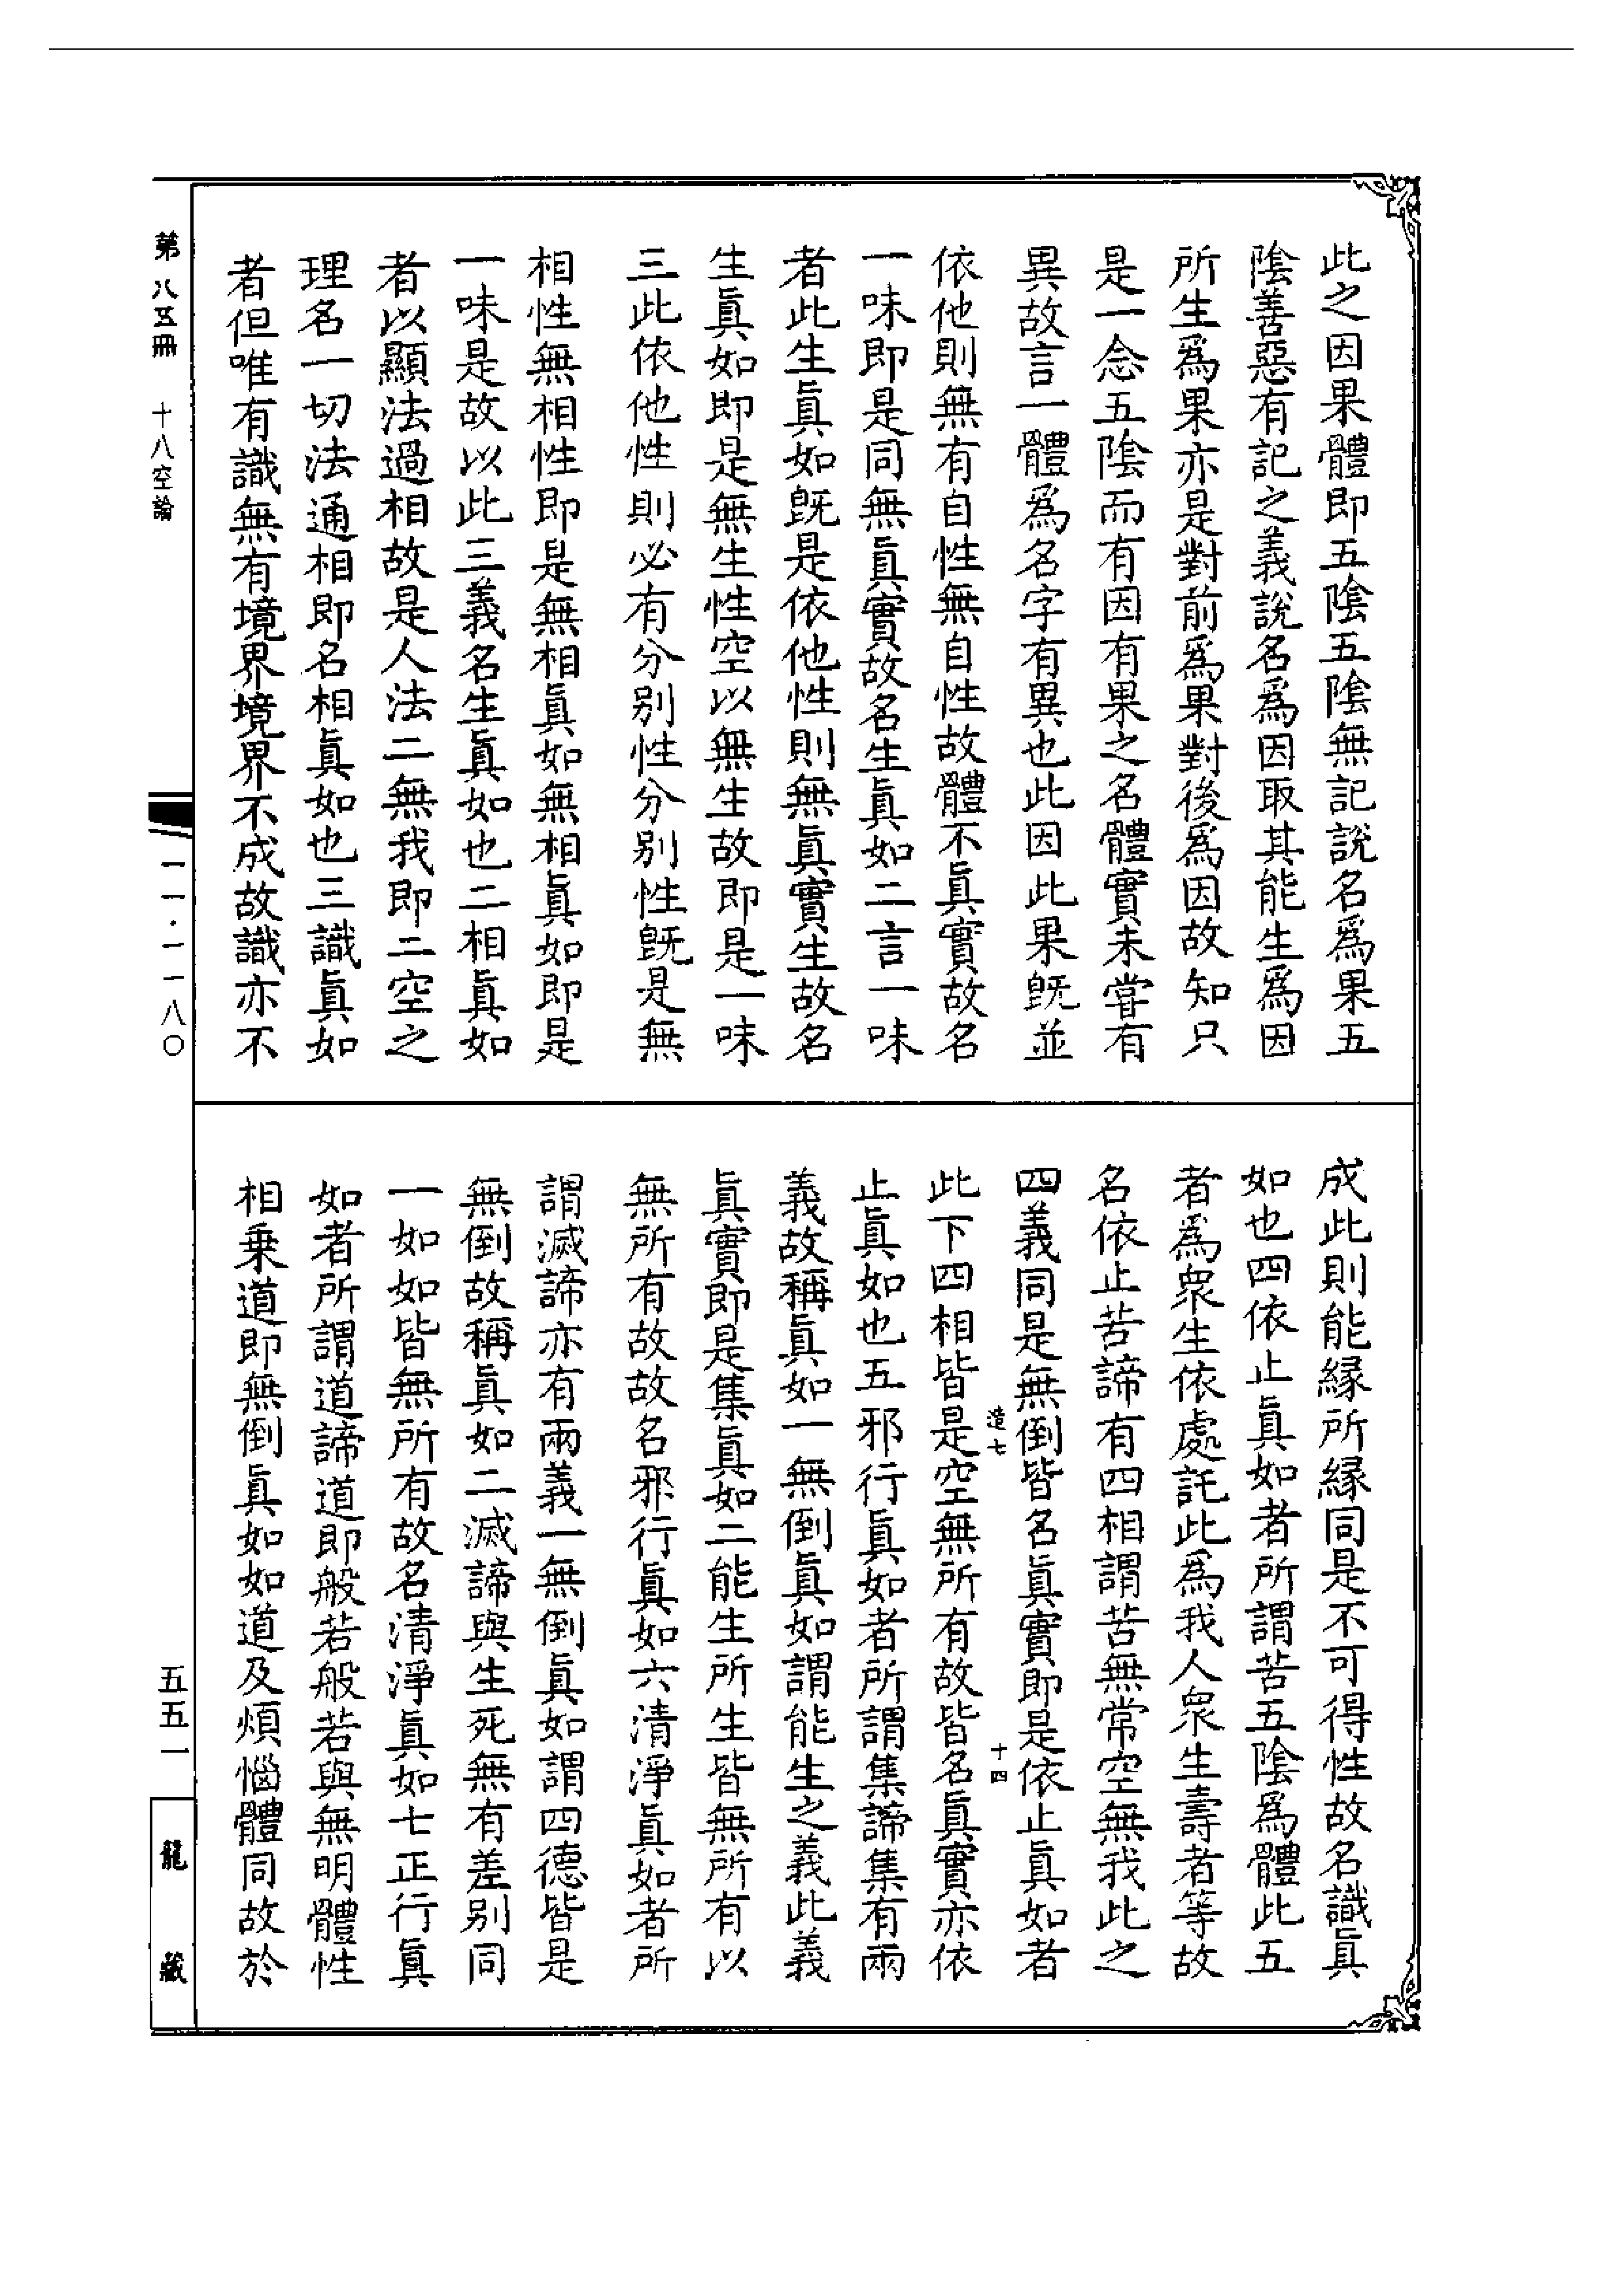 此之因果體即五陰五陰無記說名為果五
陰善惡有記之義說名為因取其能生為因
所生為果亦是對前為果對後為因故知只
是一念五陰而有因有果之名體實未甞有
異故言一體為名字有異也此因此果既並
依他則無有自性無自性故體不眞實故名
一味即是同無眞實故名生眞如二言一味
者此生眞如既是依他性則無眞實生故名
生眞如即是無生性空以無生故即是一味
三此依他性則必有分別性分別性既是無
相性無相性即是無相眞如無相眞如即是
一味是故以此三義名生眞如也二相眞如
者以顯法過相故是人法二無我即二空之
理名一切法通相即名相眞如也三識眞如
者但唯有識無有境界境界不成故識亦不
成此則能緣所緣同是不可得性故名識眞
如也四依止眞如者所謂苦五陰為體此五
者為衆生依處託此為我人衆生壽者等故
名依止苦諦有四相謂苦無常空無我此之
四義同是無倒皆名眞實即是依止眞如者
造七
十四
此下四相皆是空無所有故皆名眞實亦依
止眞如也五邪行眞如者所謂集諦集有兩
義故稱眞如一無倒眞如謂能生之義此義
眞實即是集眞如二能生所生皆無所有以
無所有故故名邪行眞如六清淨眞如者所
謂滅諦亦有兩義一無倒眞如謂四德皆是
無倒故稱眞如二滅諦與生死無有差別同
一如如皆無所有故名清淨眞如七正行眞
如者所謂道諦道即般若般若與無明體性
相乗道即無倒眞如如道及煩惱體同故於
第八五冊
十八空論
一一·一一八〇
五五一
龍藏